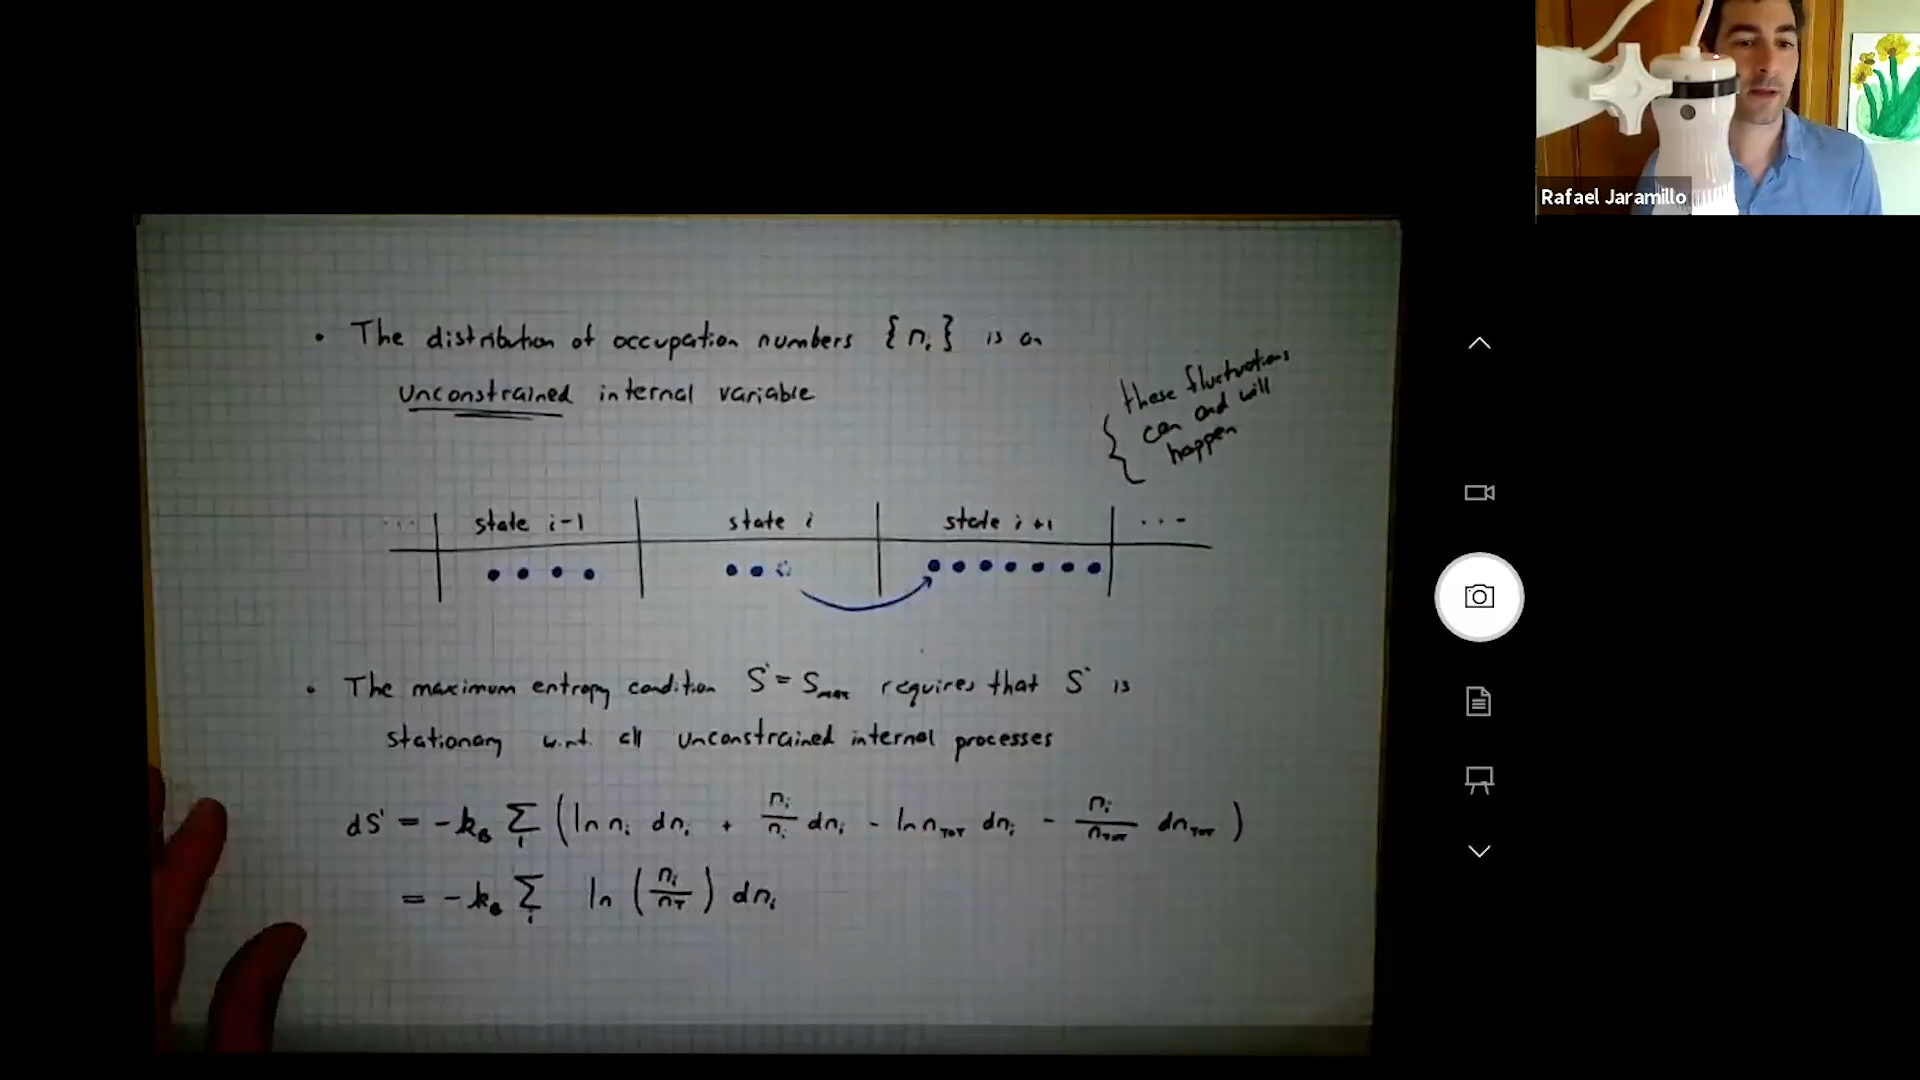 Rafael Jaramillo
• The distribution of occupation numbers {nᵢ} is an
unconstrained internal variable
these fluctuations
can and will
happen
... state i-1 state i state i+1 ...
• The maximum entropy condition S = Sₘₐₓ requires that S is
stationary w.r.t. all unconstrained internal processes
dS = -k_B Σᵢ (ln nᵢ dnᵢ + nᵢ/nᵢ dnᵢ - ln n_TOT dnᵢ - nᵢ/n_TOT dn_TOT)
= -k_B Σᵢ ln (nᵢ/n_T) dnᵢ